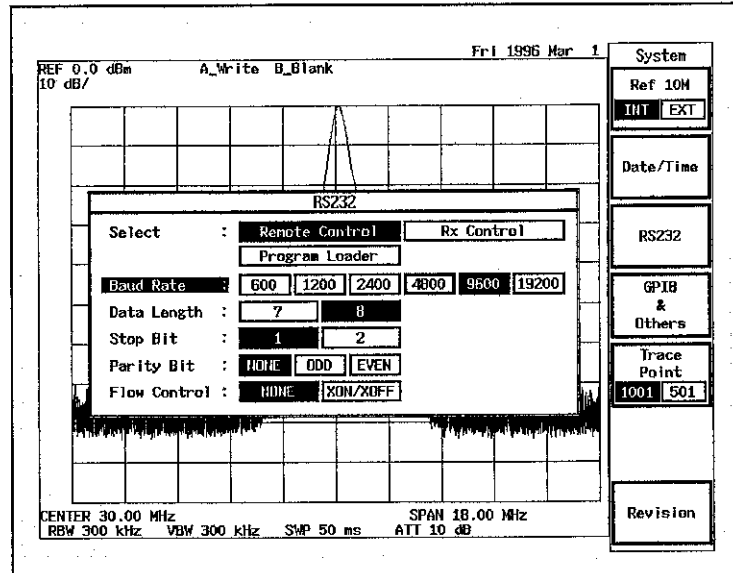 Fri 1996 Mar 1
REF 0.0 dBm A_Write B_Blank
10 dB/
RS232
Select : Remote Control Rx Control
Program Loader
Baud Rate : 600 1200 2400 4800 9600 19200
Data Length : 7 8
Stop Bit : 1 2
Parity Bit : NONE ODD EVEN
Flow Control : NONE XON/XOFF
CENTER 30.00 MHz SPAN 18.00 MHz
RBW 300 kHz VBW 300 kHz SWP 50 ms ATT 10 dB
System
Ref 10M
INT EXT
Date/Time
RS232
GPIB
&
Others
Trace
Point
1001 501
Revision